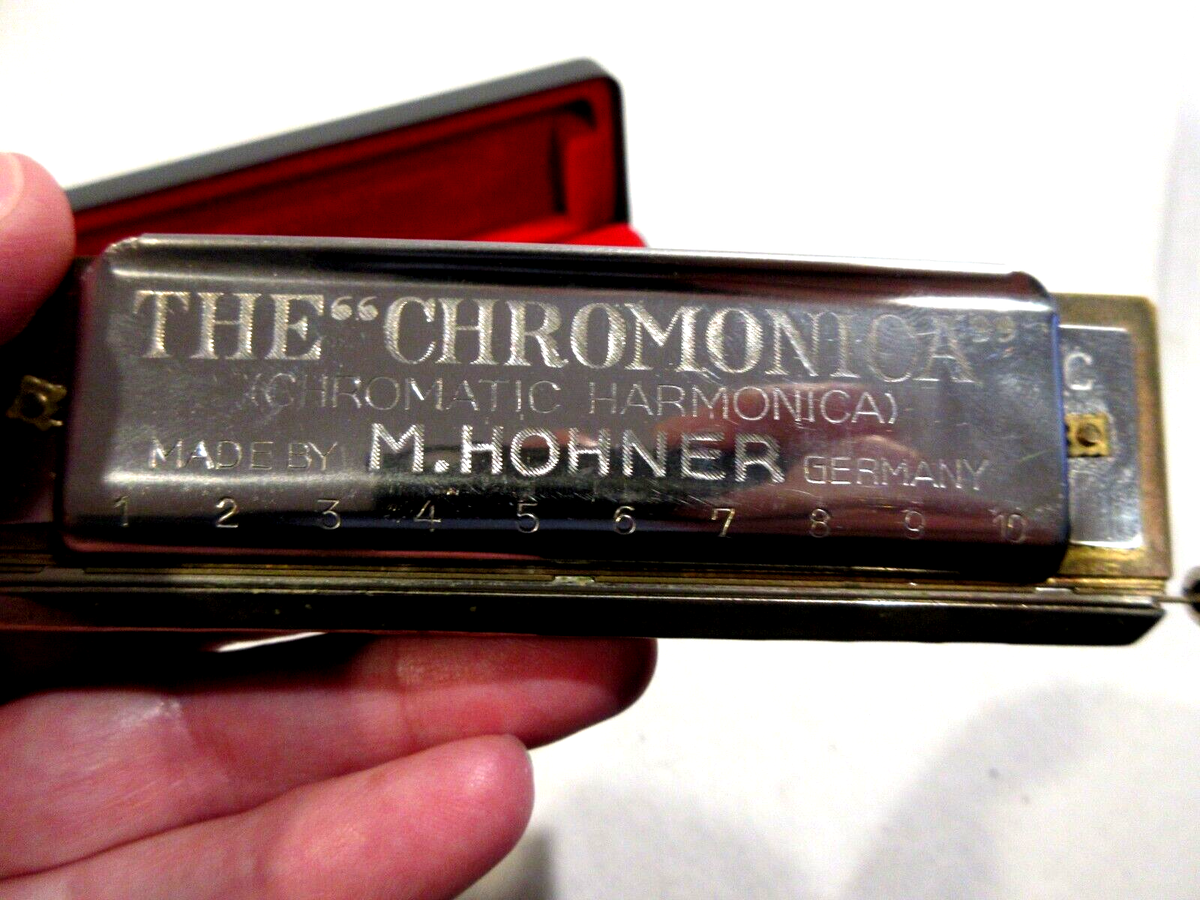 THE “CHROMONICA”
(CHROMATIC HARMONICA)
MADE BY M. HOHNER GERMANY
1 2 3 4 5 6 7 8 9 10
C